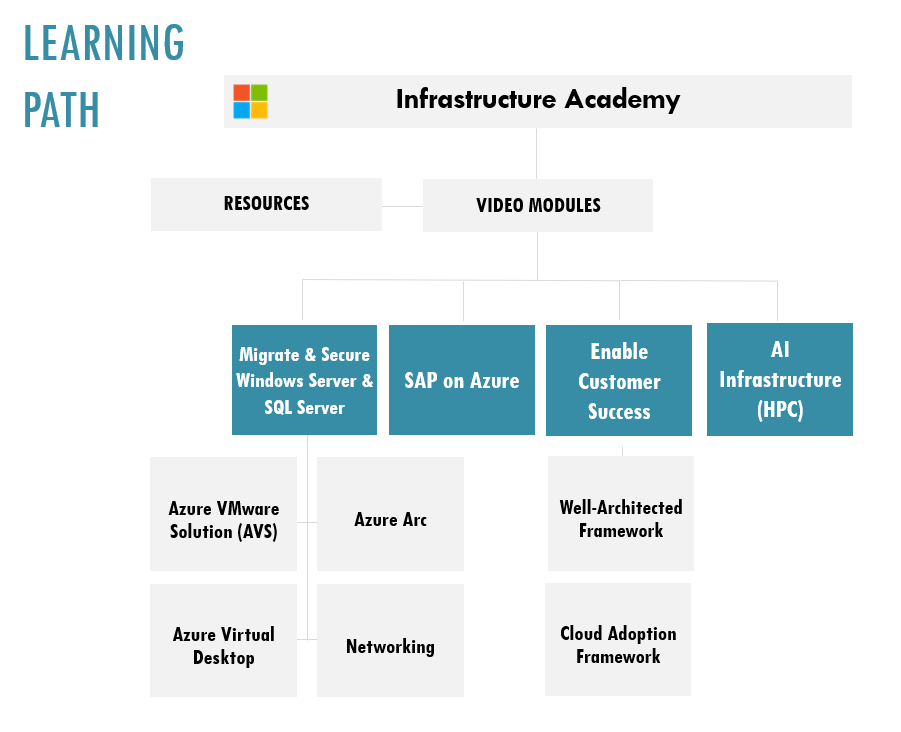 LEARNING
PATH
Infrastructure Academy
RESOURCES
VIDEO MODULES
Migrate & Secure
Windows Server &
SQL Server
SAP on Azure
Enable
Customer
Success
AI
Infrastructure
(HPC)
Azure VMware
Solution (AVS)
Azure Arc
Well-Architected
Framework
Azure Virtual
Desktop
Networking
Cloud Adoption
Framework